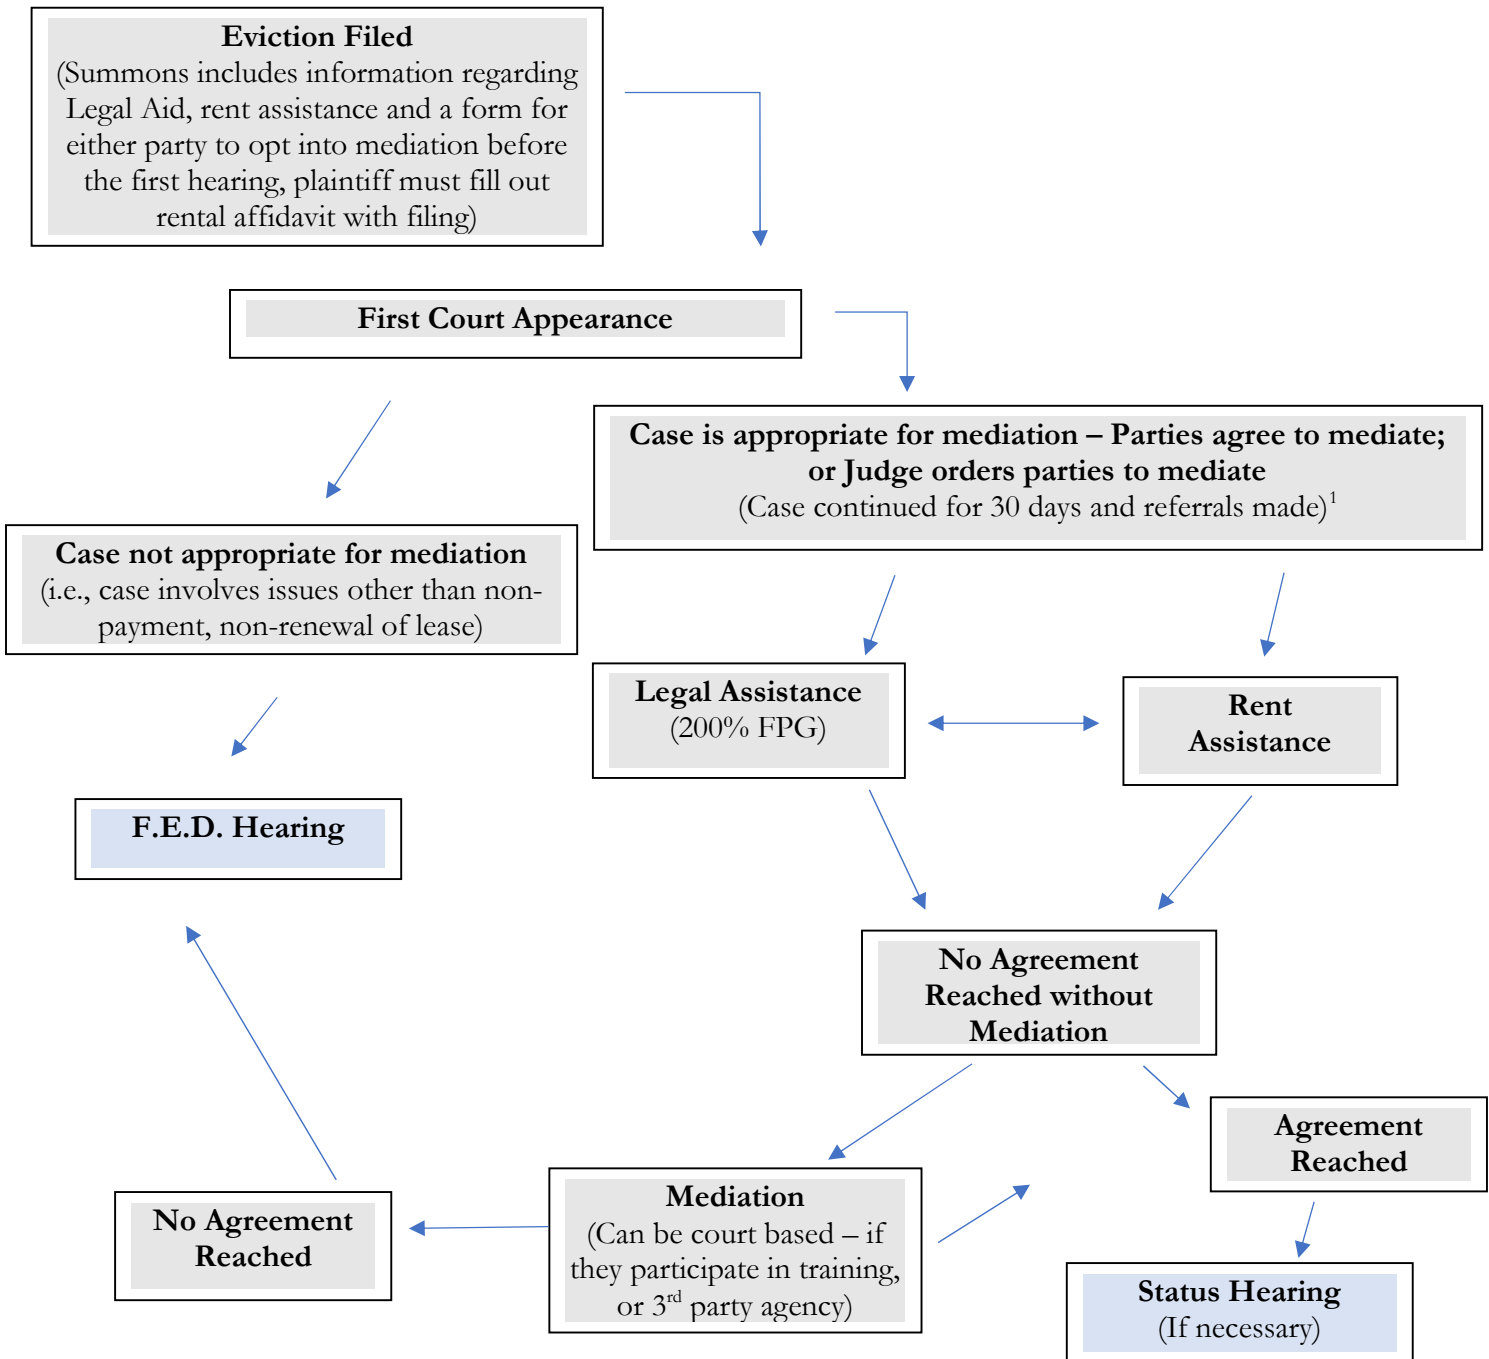 Eviction Filed
(Summons includes information regarding
Legal Aid, rent assistance and a form for
either party to opt into mediation before
the first hearing, plaintiff must fill out
rental affidavit with filing)
First Court Appearance
Case is appropriate for mediation – Parties agree to mediate;
or Judge orders parties to mediate
(Case continued for 30 days and referrals made)1
Case not appropriate for mediation
(i.e., case involves issues other than non-
payment, non-renewal of lease)
Legal Assistance
(200% FPG)
Rent
Assistance
F.E.D. Hearing
No Agreement
Reached without
Mediation
Agreement
Reached
Mediation
(Can be court based – if
they participate in training,
or 3rd party agency)
No Agreement
Reached
Status Hearing
(If necessary)